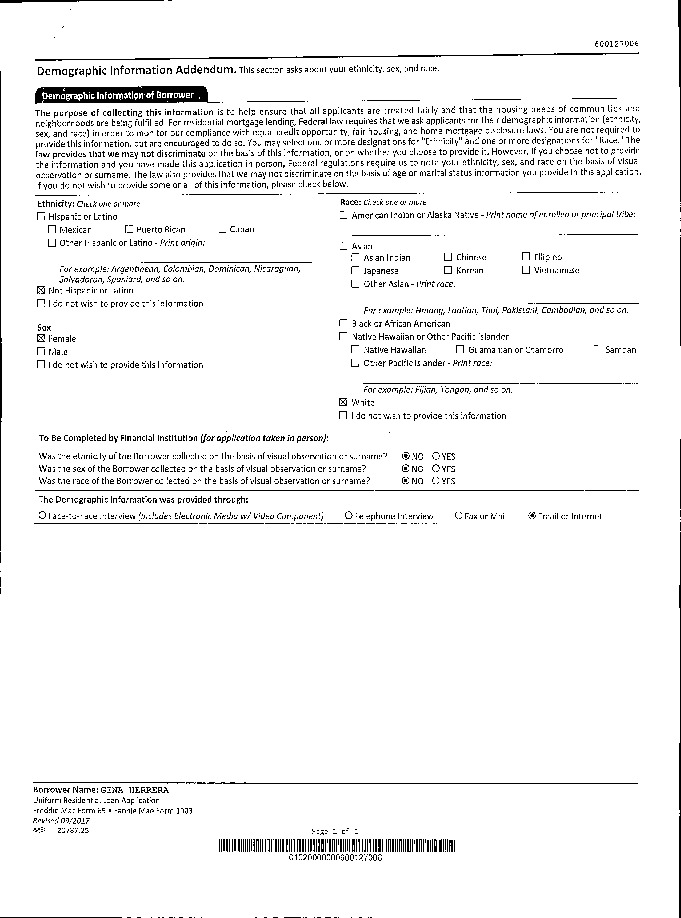 600127006
Demographic Information Addendum. This section asks about your ethnicity, sex, and race.
Demographic Information of Borrower
The purpose of collecting this information is to help ensure that all applicants are treated fairly and that the housing needs of communities and
neighborhoods are being fulfilled. For residential mortgage lending, Federal law requires that we ask applicants for their demographic information (ethnicity,
sex, and race) in order to monitor our compliance with equal credit opportunity, fair housing, and home mortgage disclosure laws. You are not required to
provide this information, but are encouraged to do so. You may select one or more designations for "Ethnicity" and one or more designations for "Race." The
law provides that we may not discriminate on the basis of this information, or on whether you choose to provide it. However, if you choose not to provide
the information and you have made this application in person, Federal regulations require us to note your ethnicity, sex, and race on the basis of visual
observation or surname. The law also provides that we may not discriminate on the basis of age or marital status information you provide in this application.
If you do not wish to provide some or all of this information, please check below.
Ethnicity: Check one or more
☐ Hispanic or Latino
☐ Mexican ☐ Puerto Rican ☐ Cuban
☐ Other Hispanic or Latino - Print origin:
For example: Argentinean, Colombian, Dominican, Nicaraguan,
Salvadoran, Spaniard, and so on.
☒ Not Hispanic or Latino
☐ I do not wish to provide this information
Sex
☒ Female
☐ Male
☐ I do not wish to provide this information
Race: Check one or more
☐ American Indian or Alaska Native - Print name of enrolled or principal tribe:
☐ Asian
☐ Asian Indian ☐ Chinese ☐ Filipino
☐ Japanese ☐ Korean ☐ Vietnamese
☐ Other Asian - Print race:
For example: Hmong, Laotian, Thai, Pakistani, Cambodian, and so on.
☐ Black or African American
☐ Native Hawaiian or Other Pacific Islander
☐ Native Hawaiian ☐ Guamanian or Chamorro ☐ Samoan
☐ Other Pacific Islander - Print race:
For example: Fijian, Tongan, and so on.
☒ White
☐ I do not wish to provide this information
To Be Completed by Financial Institution (for application taken in person):
Was the ethnicity of the Borrower collected on the basis of visual observation or surname? ◉ NO ○ YES
Was the sex of the Borrower collected on the basis of visual observation or surname? ◉ NO ○ YES
Was the race of the Borrower collected on the basis of visual observation or surname? ◉ NO ○ YES
The Demographic Information was provided through:
○ Face-to-Face Interview (includes Electronic Media w/ Video Component) ○ Telephone Interview ○ Fax or Mail ◉ Email or Internet
Borrower Name: GINA HERRERA
Uniform Residential Loan Application
Freddie Mac Form 65 • Fannie Mae Form 1003
Revised 09/2017
Page 1 of 1